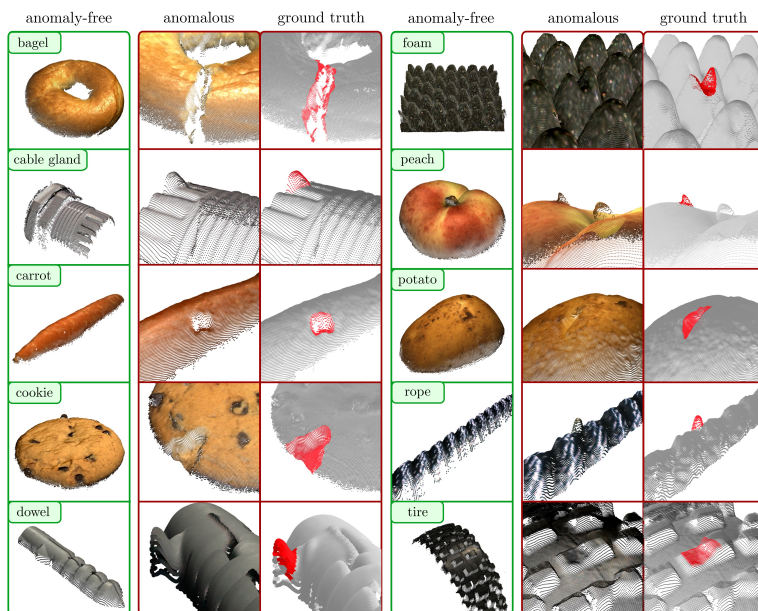 anomaly-free anomalous ground truth anomaly-free anomalous ground truth
bagel foam
cable gland peach
carrot potato
cookie rope
dowel tire